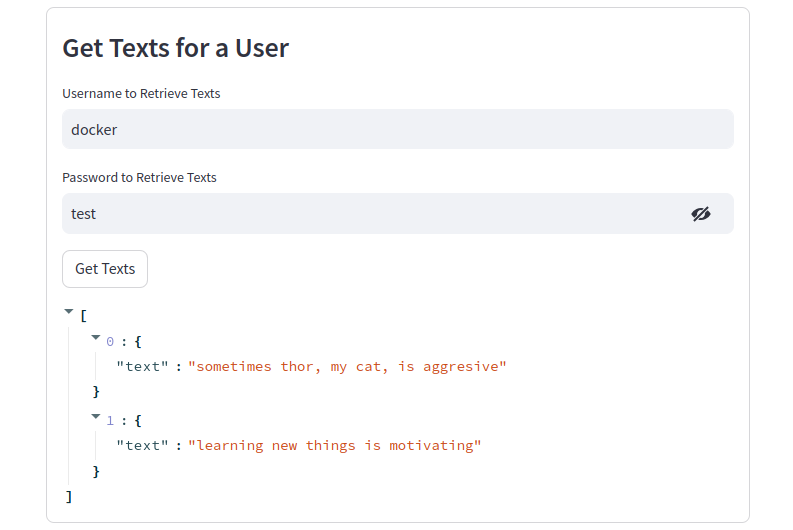 Get Texts for a User
Username to Retrieve Texts
docker
Password to Retrieve Texts
test
Get Texts
[
0 : {
"text" : "sometimes thor, my cat, is aggresive"
}
1 : {
"text" : "learning new things is motivating"
}
]